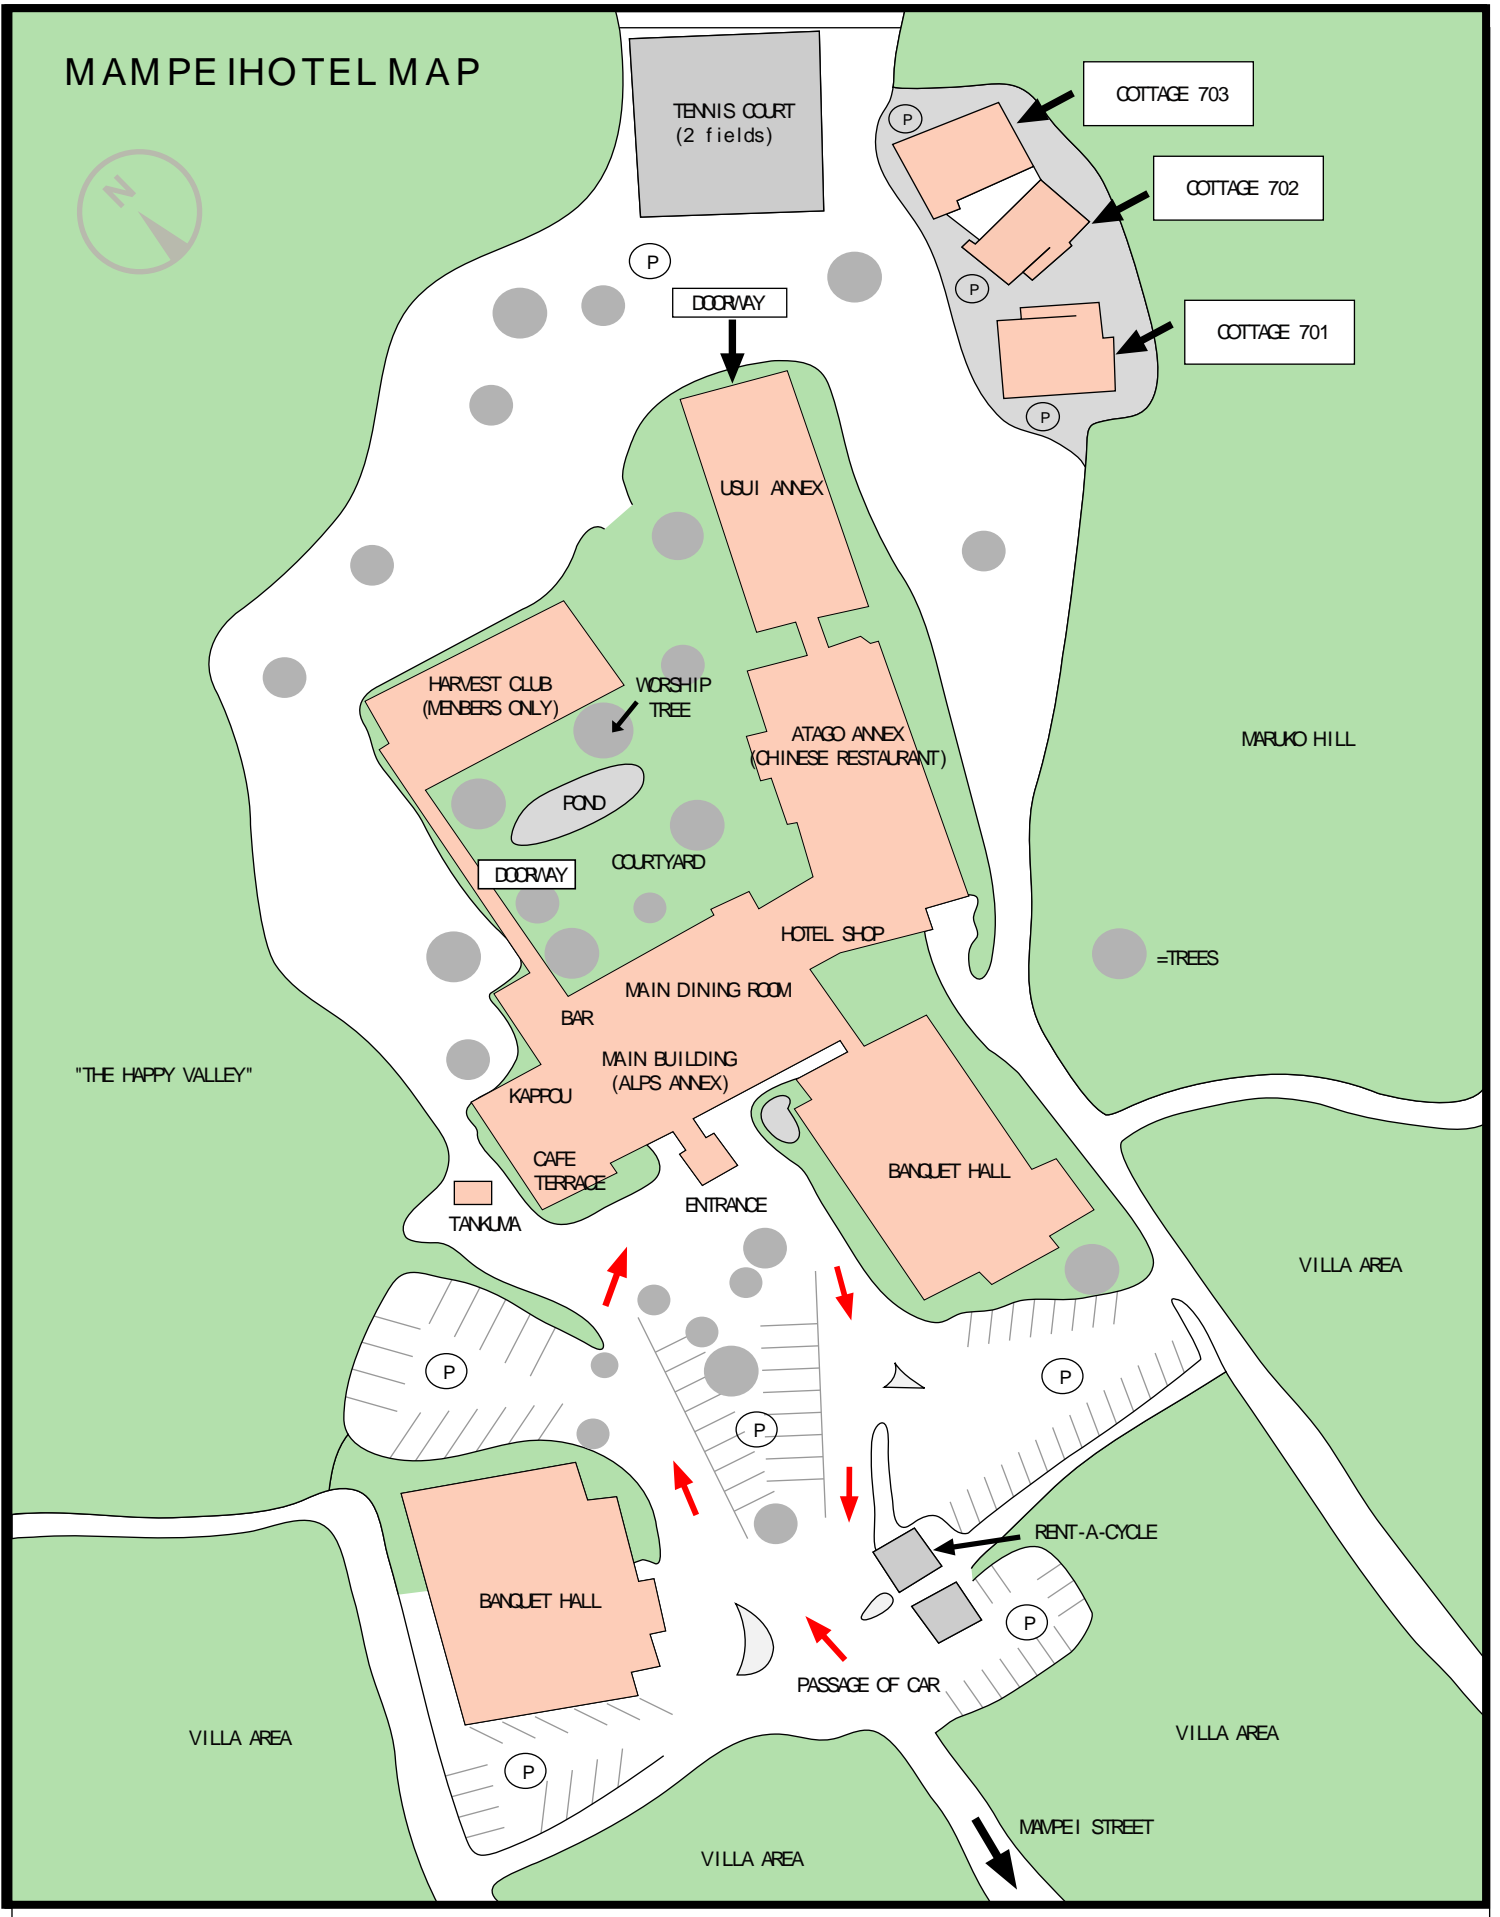 MAMPEIHOTEL MAP
N
TENNIS COURT
(2 fields)
P
COTTAGE 703
COTTAGE 702
P
DOORWAY
P
COTTAGE 701
P
USUI ANNEX
HARVEST CLUB
(MENBERS ONLY)
WORSHIP
TREE
ATAGO ANNEX
(CHINESE RESTAURANT)
MARUKO HILL
POND
COURTYARD
DOORWAY
HOTEL SHOP
=TREES
MAIN DINING ROOM
BAR
MAIN BUILDING
(ALPS ANNEX)
"THE HAPPY VALLEY"
KAPPOU
CAFE
TERRACE
BANQUET HALL
ENTRANCE
TANKUMA
VILLA AREA
P
P
P
RENT-A-CYCLE
BANQUET HALL
P
PASSAGE OF CAR
VILLA AREA
VILLA AREA
P
MAMPEI STREET
VILLA AREA